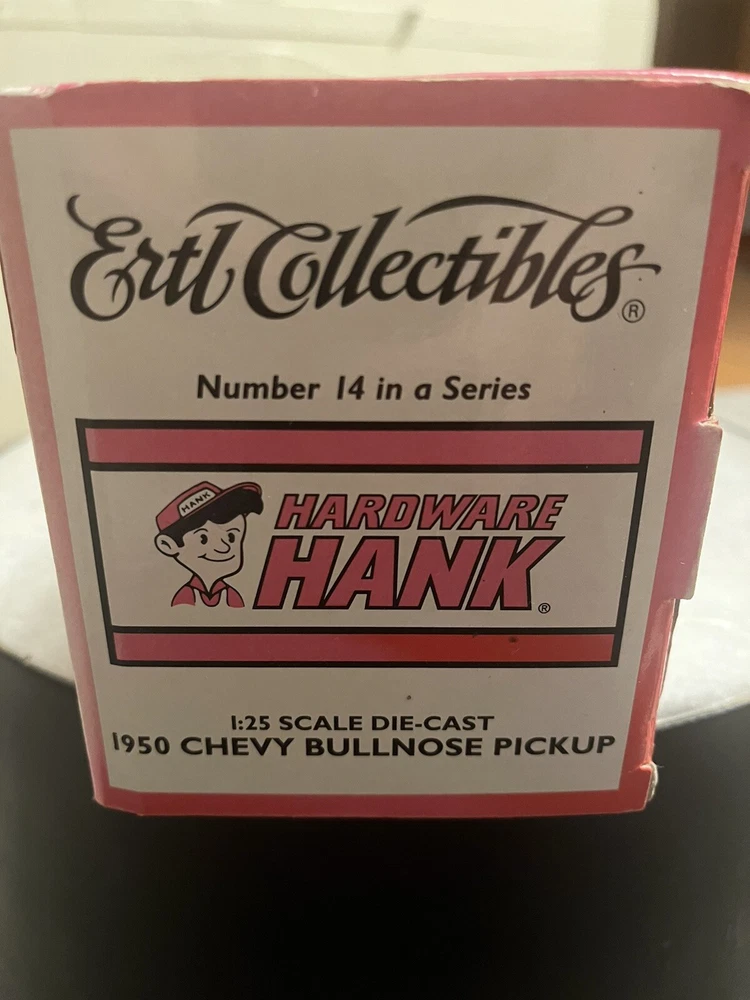 Ertl Collectibles®
Number 14 in a Series
HANK
HARDWARE
HANK®
1:25 SCALE DIE-CAST
1950 CHEVY BULLNOSE PICKUP